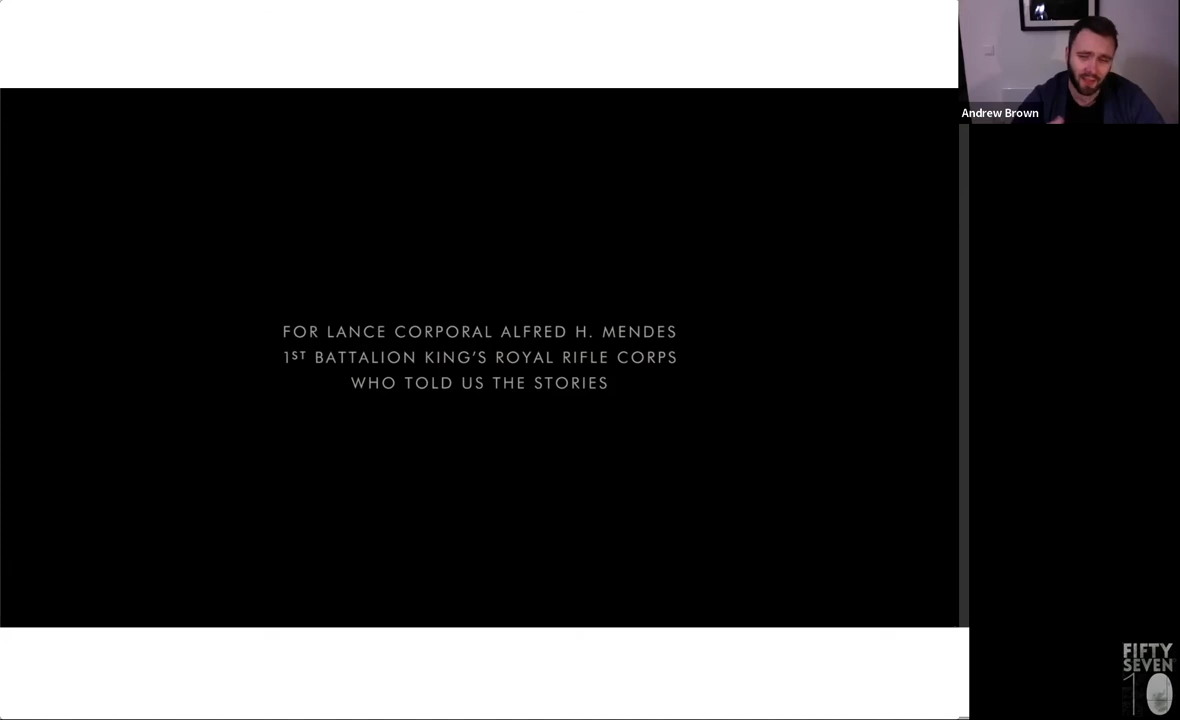 Andrew Brown
FOR LANCE CORPORAL ALFRED H. MENDES
1ST BATTALION KING'S ROYAL RIFLE CORPS
WHO TOLD US THE STORIES
FIFTY
SEVEN
10